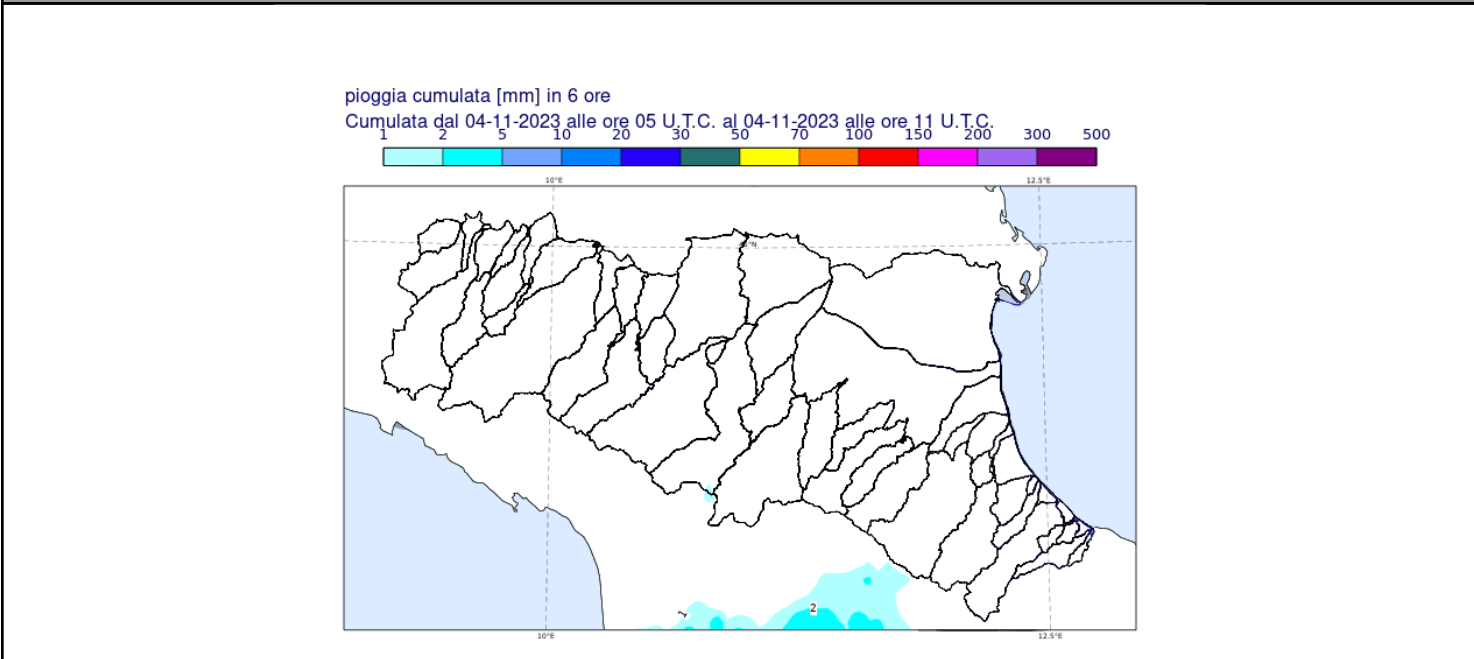 pioggia cumulata [mm] in 6 ore
Cumulata dal 04-11-2023 alle ore 05 U.T.C. al 04-11-2023 alle ore 11 U.T.C.
1 2 5 10 20 30 50 70 100 150 200 300 500
10°E 12.5°E
2
1
10°E 12.5°E